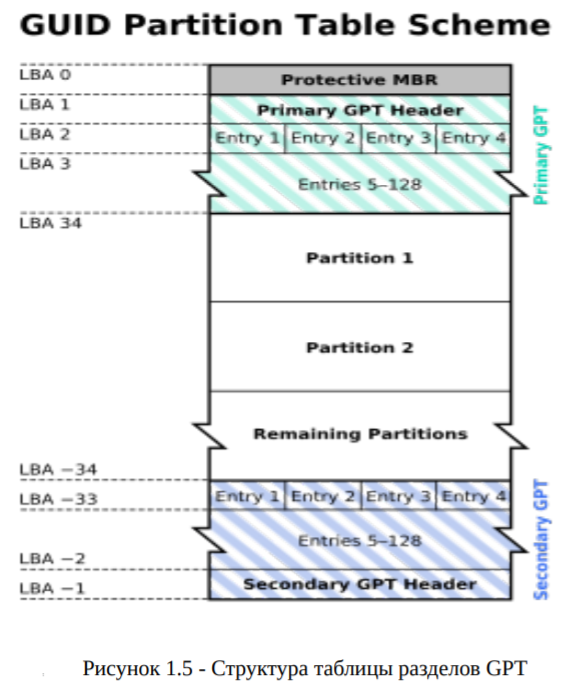 GUID Partition Table Scheme
LBA 0
Protective MBR
LBA 1
Primary GPT Header
LBA 2
Entry 1 Entry 2 Entry 3 Entry 4
LBA 3
Entries 5–128
Primary GPT
LBA 34
Partition 1
Partition 2
Remaining Partitions
LBA −34
LBA −33
Entry 1 Entry 2 Entry 3 Entry 4
Entries 5–128
Secondary GPT
LBA −2
Secondary GPT Header
LBA −1
Рисунок 1.5 - Структура таблицы разделов GPT